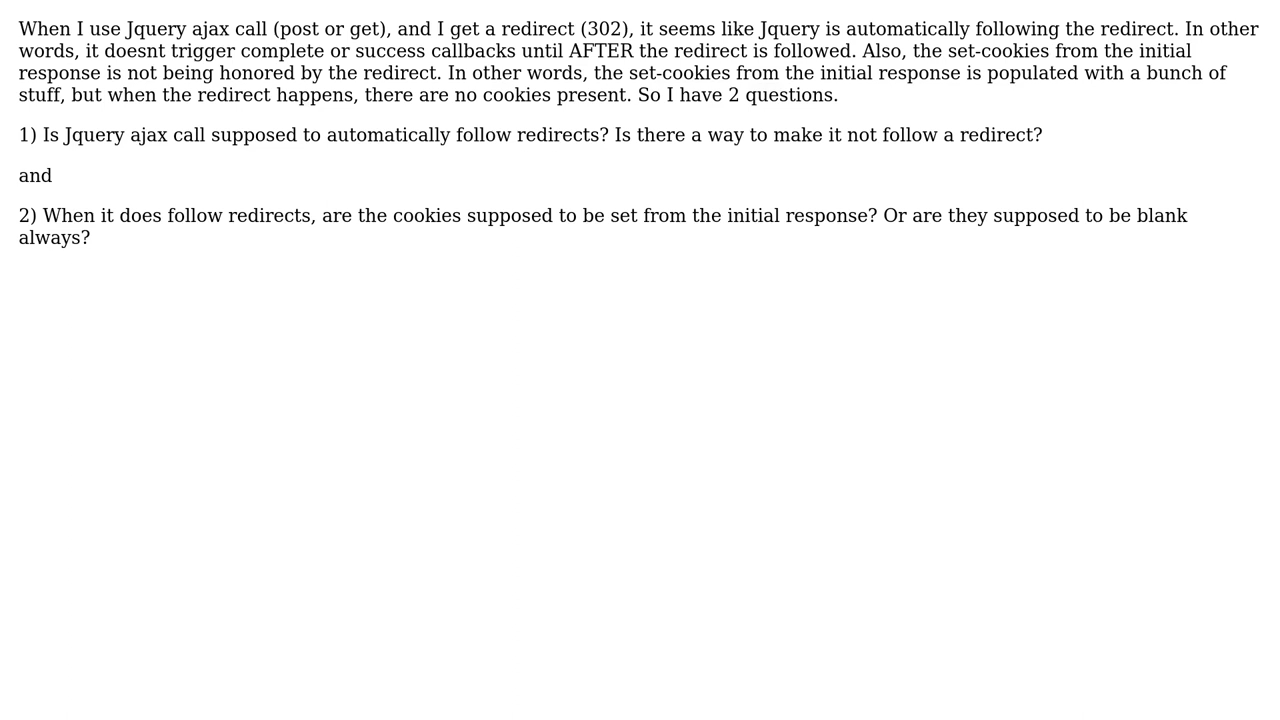 When I use Jquery ajax call (post or get), and I get a redirect (302), it seems like Jquery is automatically following the redirect. In other
words, it doesnt trigger complete or success callbacks until AFTER the redirect is followed. Also, the set-cookies from the initial
response is not being honored by the redirect. In other words, the set-cookies from the initial response is populated with a bunch of
stuff, but when the redirect happens, there are no cookies present. So I have 2 questions.
1) Is Jquery ajax call supposed to automatically follow redirects? Is there a way to make it not follow a redirect?
and
2) When it does follow redirects, are the cookies supposed to be set from the initial response? Or are they supposed to be blank
always?